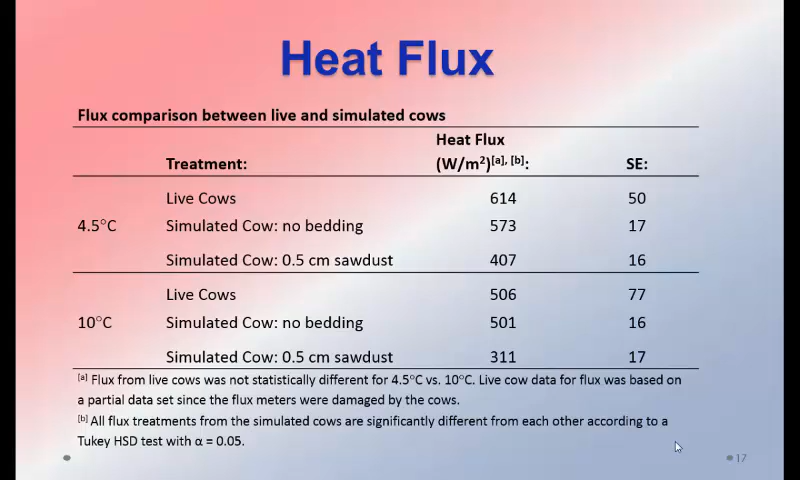 Heat Flux
Flux comparison between live and simulated cows
Heat Flux
Treatment: (W/m²)[a], [b]: SE:
Live Cows 614 50
4.5°C Simulated Cow: no bedding 573 17
Simulated Cow: 0.5 cm sawdust 407 16
Live Cows 506 77
10°C Simulated Cow: no bedding 501 16
Simulated Cow: 0.5 cm sawdust 311 17
[a] Flux from live cows was not statistically different for 4.5°C vs. 10°C. Live cow data for flux was based on
a partial data set since the flux meters were damaged by the cows.
[b] All flux treatments from the simulated cows are significantly different from each other according to a
Tukey HSD test with α = 0.05.
17